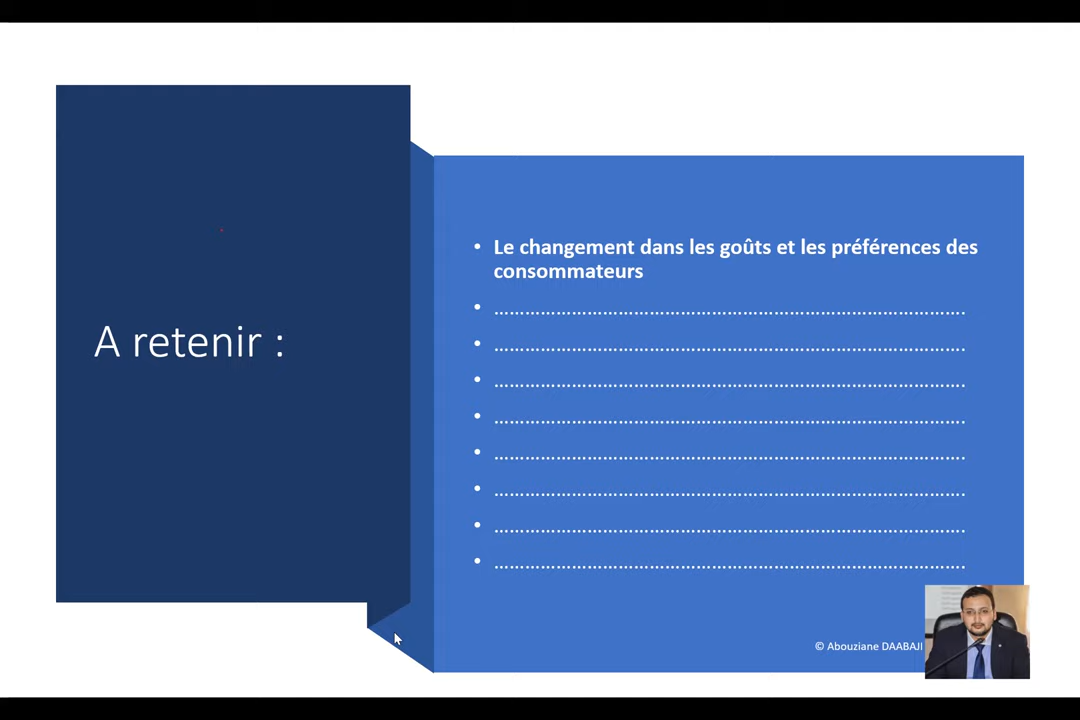 A retenir :
• Le changement dans les goûts et les préférences des
consommateurs
• ……………………………………………………………………………….
• ……………………………………………………………………………….
• ……………………………………………………………………………….
• ……………………………………………………………………………….
• ……………………………………………………………………………….
• ……………………………………………………………………………….
• ……………………………………………………………………………….
• ……………………………………………………………………………….
© Abouziane DAABAJI